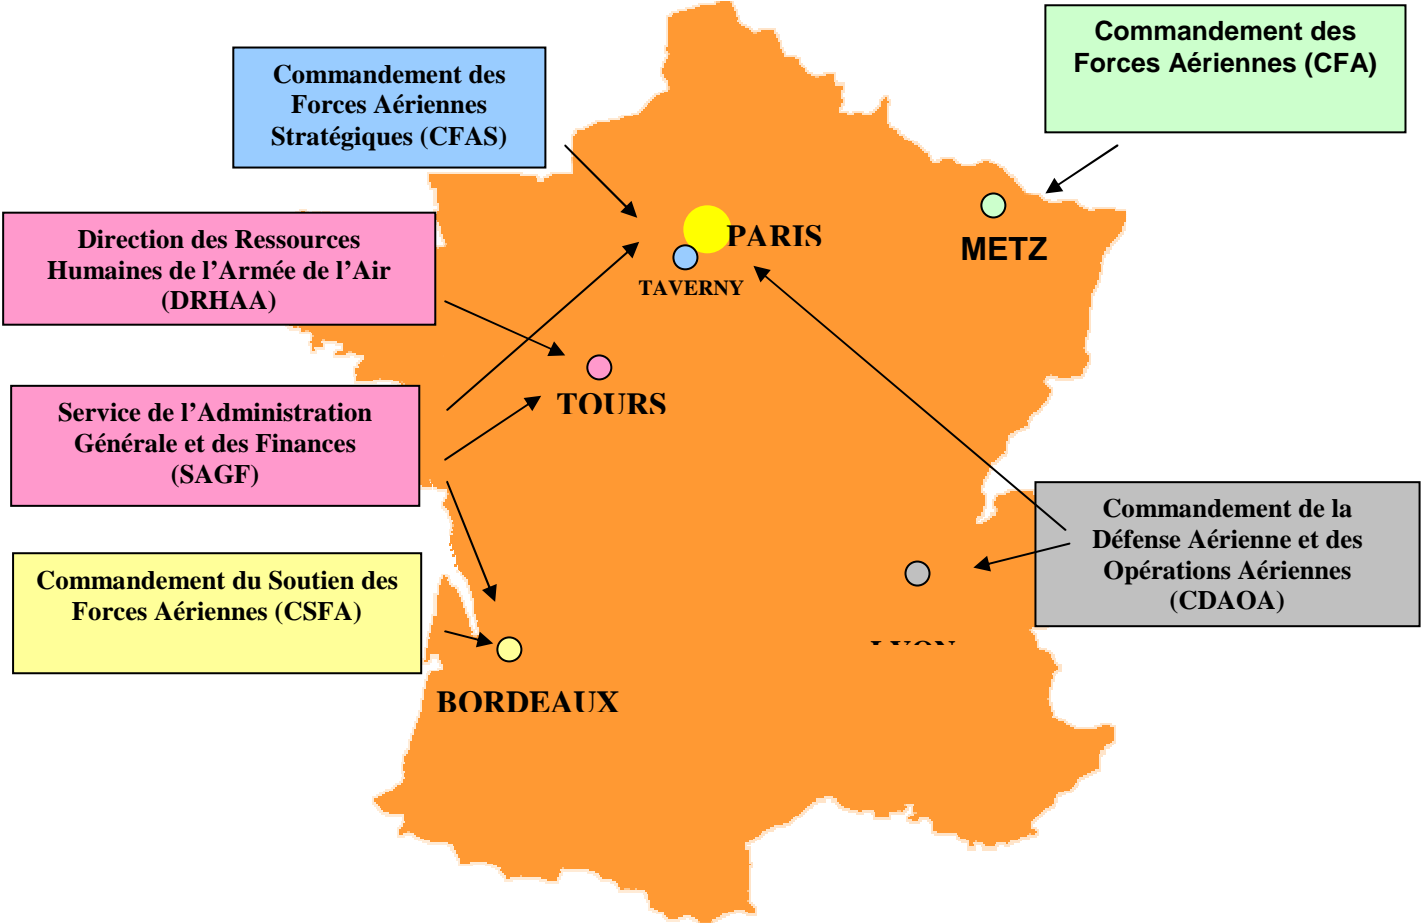 Commandement des
Forces Aériennes (CFA)
Commandement des
Forces Aériennes
Stratégiques (CFAS)
Direction des Ressources
Humaines de l’Armée de l’Air
(DRHAA)
PARIS
METZ
TAVERNY
Service de l’Administration
Générale et des Finances
(SAGF)
TOURS
Commandement de la
Défense Aérienne et des
Opérations Aériennes
(CDAOA)
Commandement du Soutien des
Forces Aériennes (CSFA)
LYON
BORDEAUX